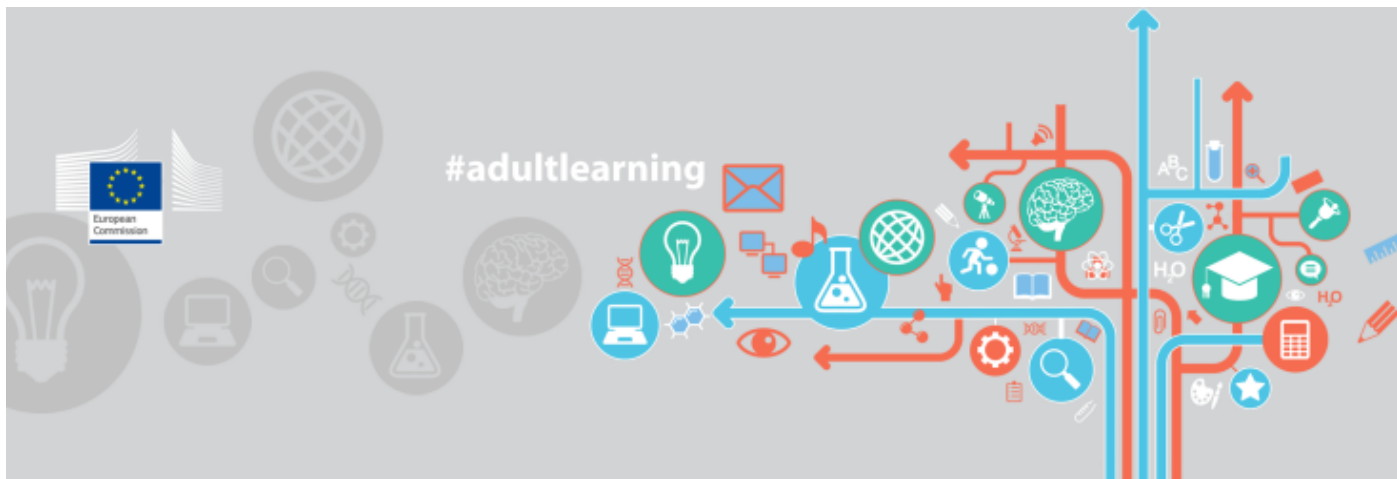 #adultlearning
European
Commission
ABC
H₂O
H₂O